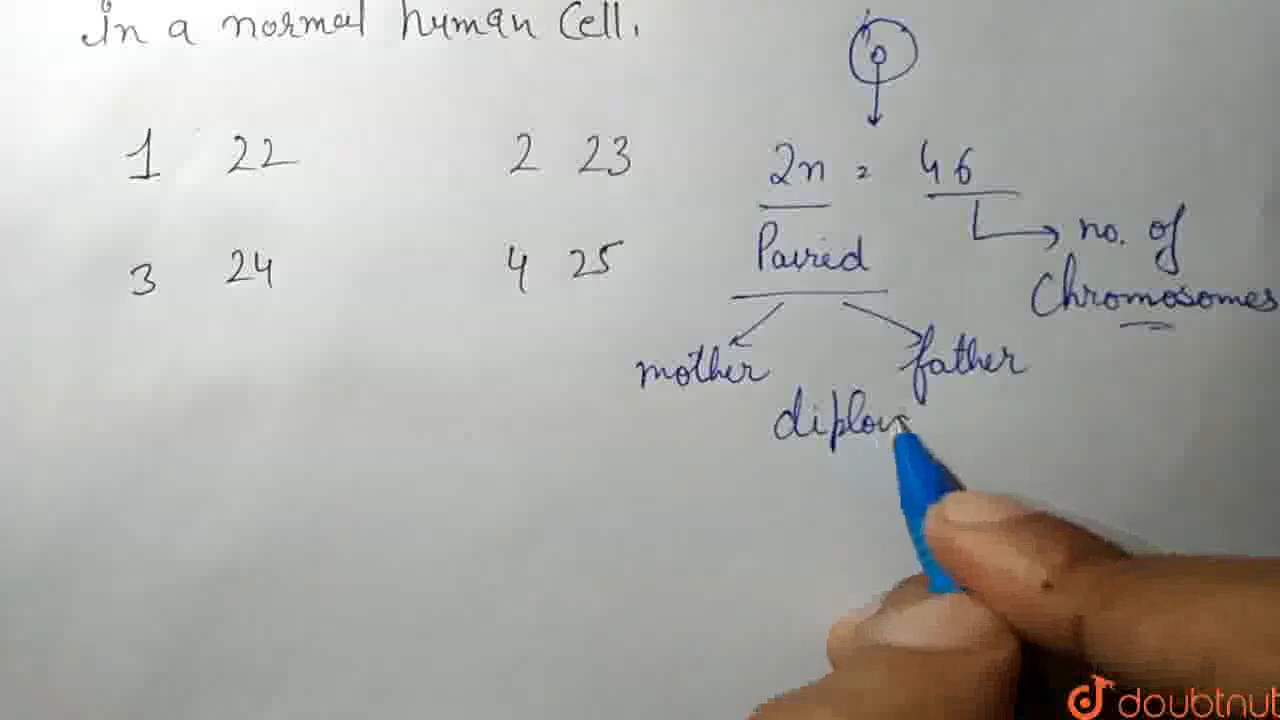 In a normal human Cell.
1 22
2 23
3 24
4 25
2n = 46
no. of
Chromosomes
Paired
mother
father
doubtnut